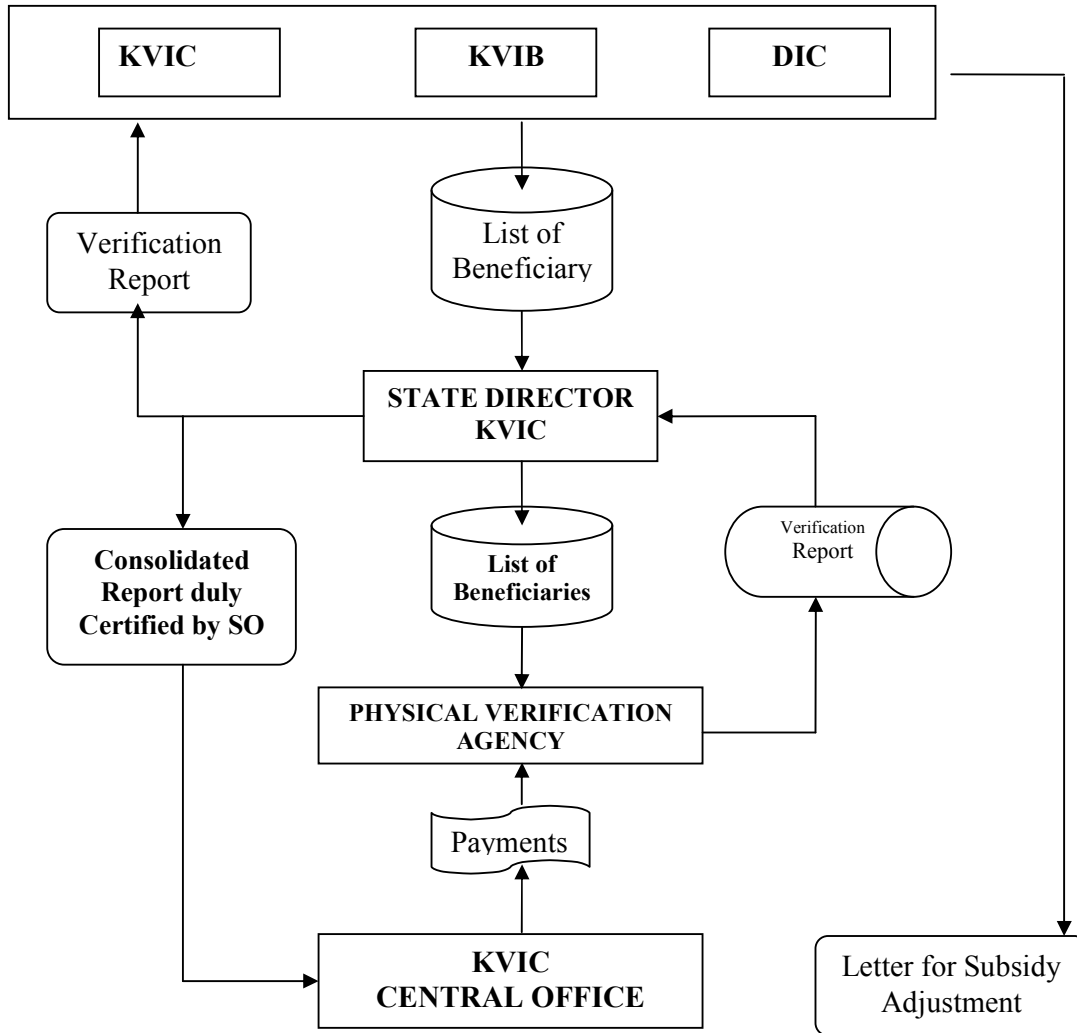 KVIC
KVIB
DIC
Verification
Report
List of
Beneficiary
STATE DIRECTOR
KVIC
Consolidated
Report duly
Certified by SO
List of
Beneficiaries
Verification
Report
PHYSICAL VERIFICATION
AGENCY
Payments
KVIC
CENTRAL OFFICE
Letter for Subsidy
Adjustment